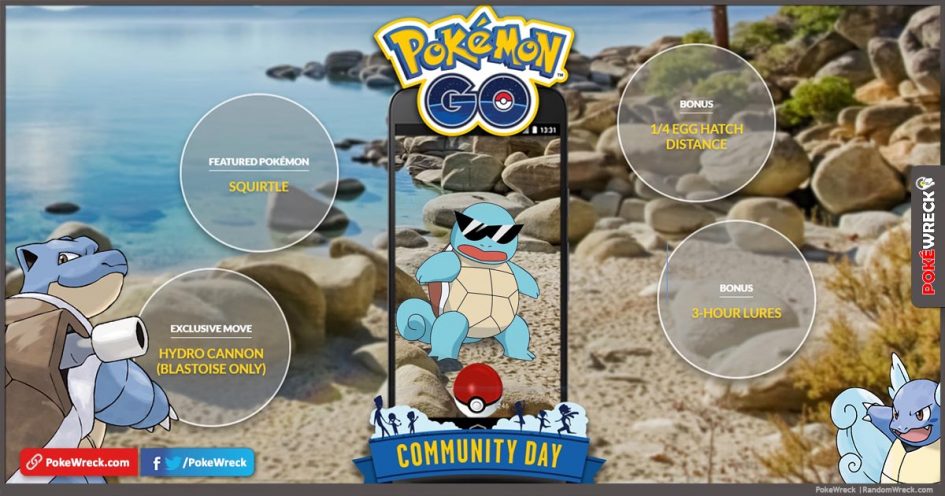 POKéMON
GO
TM
13:31
FEATURED POKÉMON
SQUIRTLE
BONUS
1/4 EGG HATCH
DISTANCE
EXCLUSIVE MOVE
HYDRO CANNON
(BLASTOISE ONLY)
BONUS
3-HOUR LURES
POKÉWRECK
COMMUNITY DAY
PokeWreck.com
f /PokeWreck
PokeWreck | RandomWreck.com